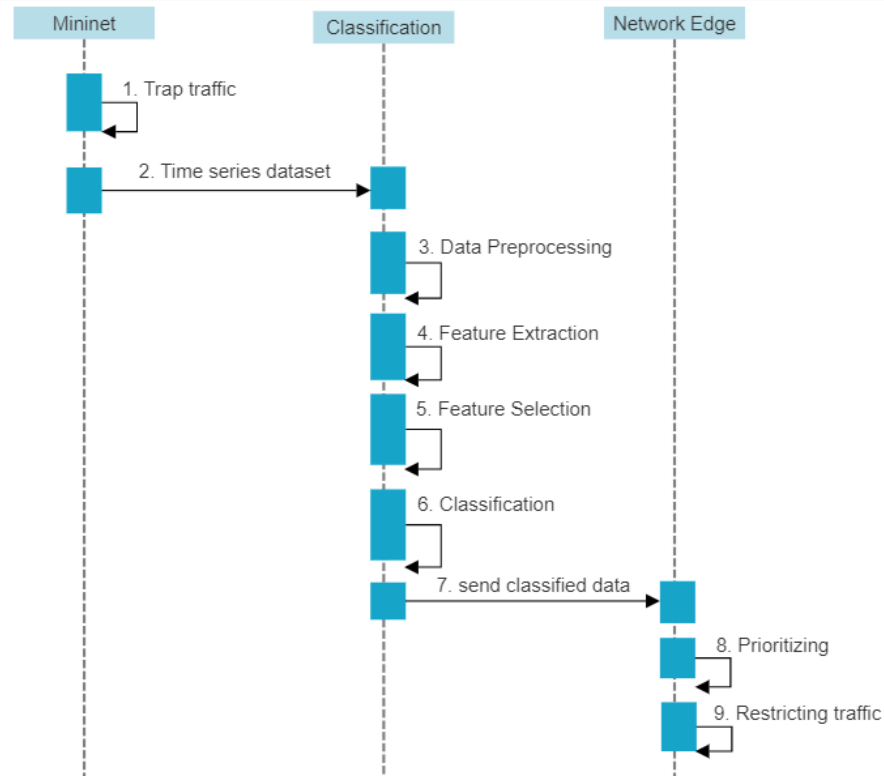 Mininet
Classification
Network Edge
1. Trap traffic
2. Time series dataset
3. Data Preprocessing
4. Feature Extraction
5. Feature Selection
6. Classification
7. send classified data
8. Prioritizing
9. Restricting traffic